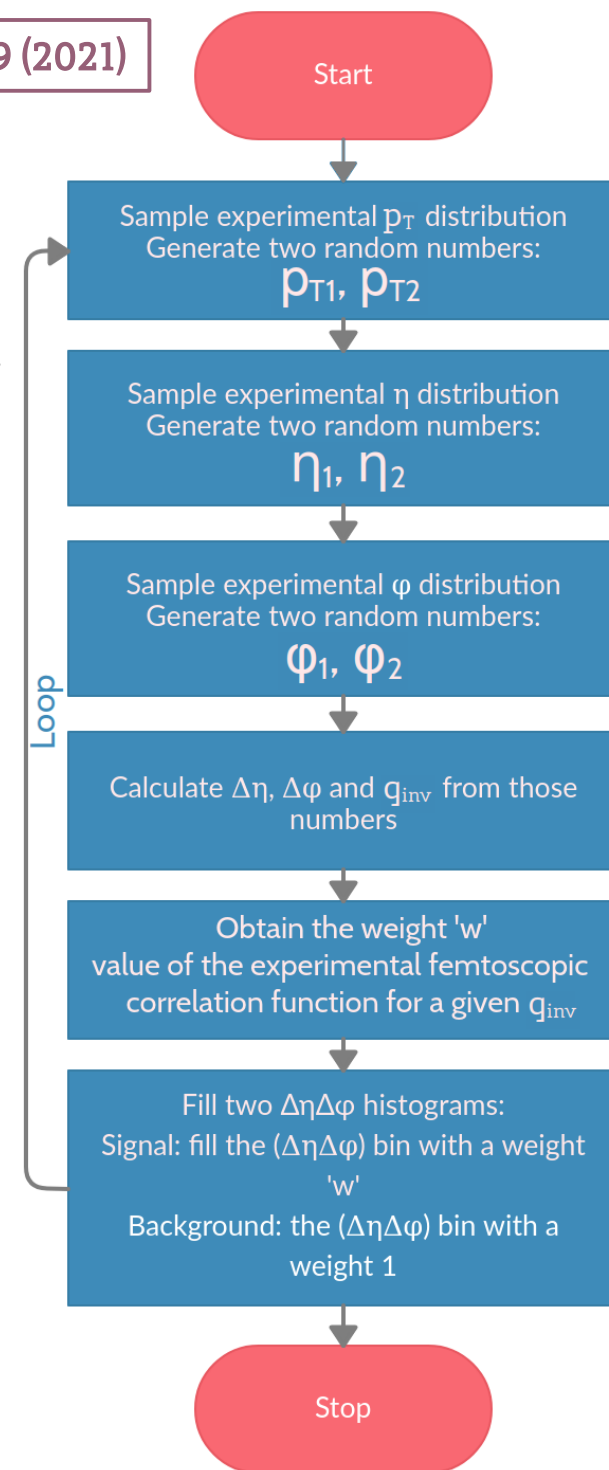 9 (2021)
Start
Sample experimental pT distribution
Generate two random numbers:
pT1, pT2
Sample experimental η distribution
Generate two random numbers:
η1, η2
Sample experimental φ distribution
Generate two random numbers:
φ1, φ2
Loop
Calculate Δη, Δφ and qinv from those
numbers
Obtain the weight 'w'
value of the experimental femtoscopic
correlation function for a given qinv
Fill two ΔηΔφ histograms:
Signal: fill the (ΔηΔφ) bin with a weight
'w'
Background: the (ΔηΔφ) bin with a
weight 1
Stop